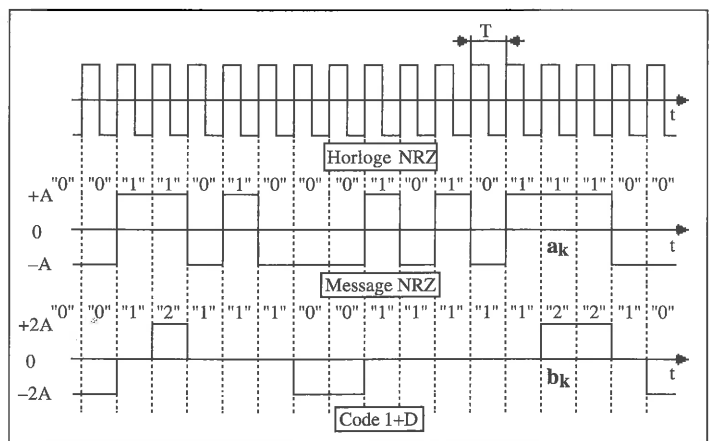 T
t
Horloge NRZ
"0" "0" "1" "1" "0" "1" "0" "0" "0" "1" "0" "1" "0" "1" "1" "1" "0" "0"
+A
0
t
ak
–A
Message NRZ
"0" "0" "1" "2" "1" "1" "1" "0" "0" "1" "1" "1" "1" "1" "2" "2" "1" "0"
+2A
0
t
bk
–2A
Code 1+D